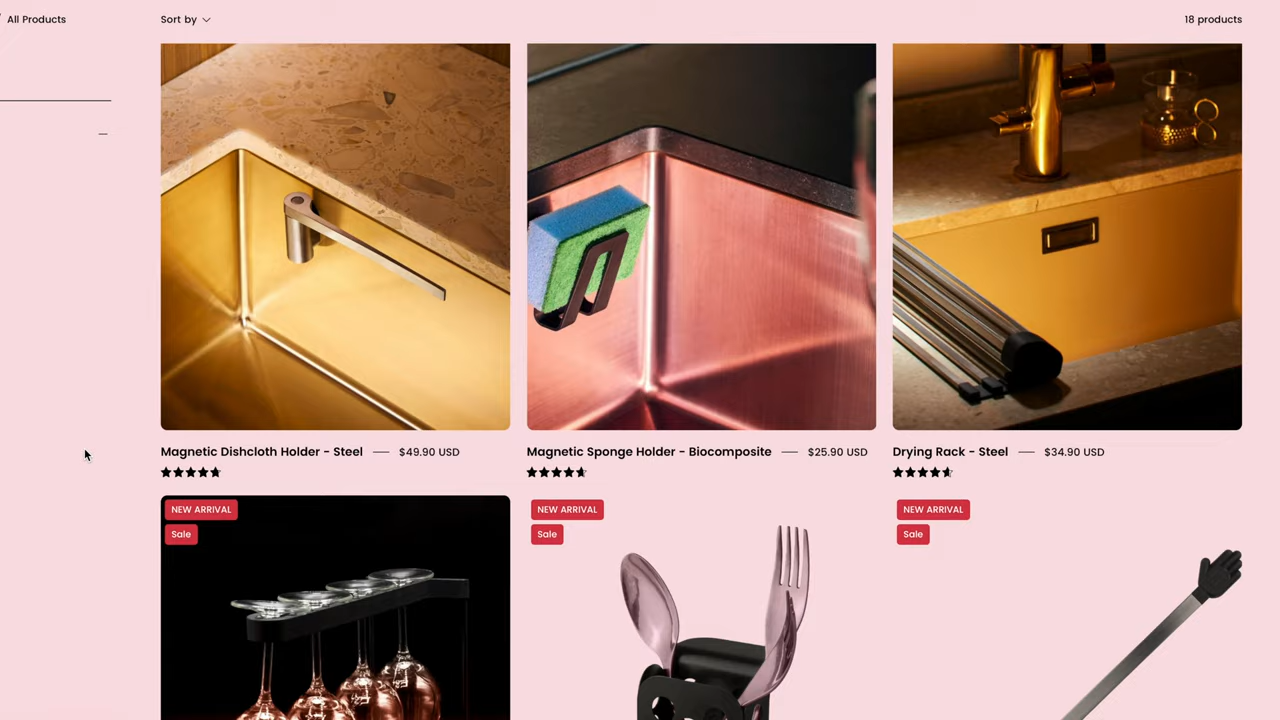 All Products
Sort by
18 products
Magnetic Dishcloth Holder - Steel — $49.90 USD
Magnetic Sponge Holder - Biocomposite — $25.90 USD
Drying Rack - Steel — $34.90 USD
NEW ARRIVAL
Sale
NEW ARRIVAL
Sale
NEW ARRIVAL
Sale